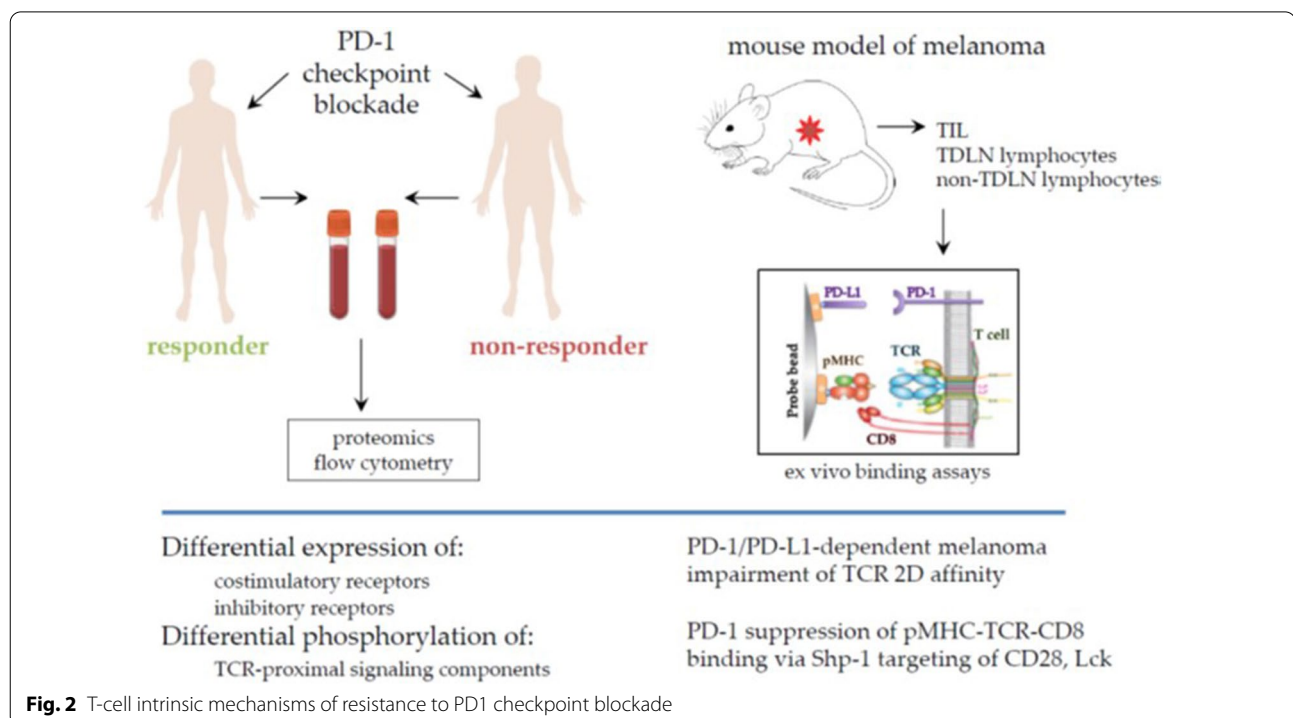 PD-1
checkpoint
blockade
responder
non-responder
proteomics
flow cytometry
mouse model of melanoma
TIL
TDLN lymphocytes
non-TDLN lymphocytes
PD-L1
PD-1
T cell
pMHC
TCR
Probe bead
CD8
ex vivo binding assays
Differential expression of:
costimulatory receptors
inhibitory receptors
Differential phosphorylation of:
TCR-proximal signaling components
PD-1/PD-L1-dependent melanoma
impairment of TCR 2D affinity
PD-1 suppression of pMHC-TCR-CD8
binding via Shp-1 targeting of CD28, Lck
Fig. 2 T-cell intrinsic mechanisms of resistance to PD1 checkpoint blockade